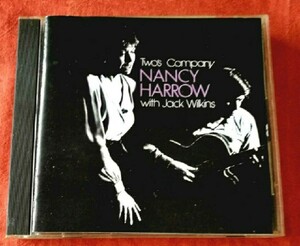 Two's Company
NANCY
HARROW
with Jack Wilkins